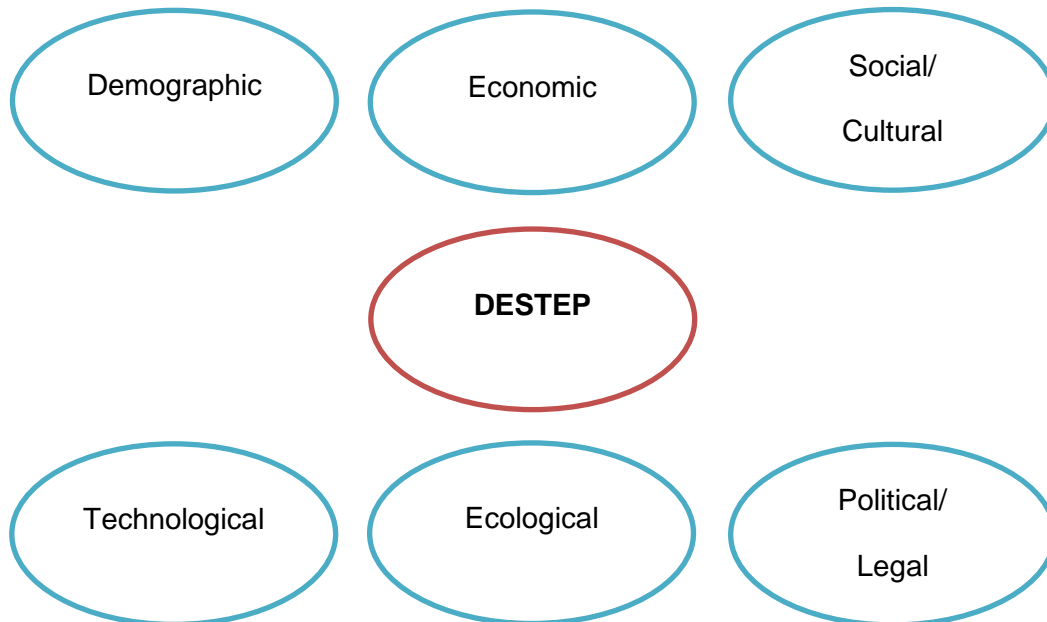 Demographic
Economic
Social/
Cultural
DESTEP
Technological
Ecological
Political/
Legal